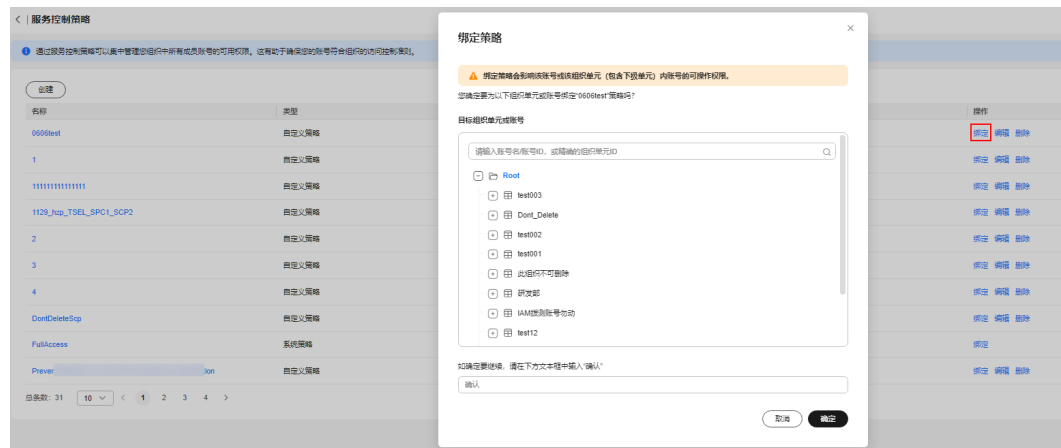 服务控制策略
通过服务控制策略可以集中管理您组织中所有成员账号的可用权限。这有助于确保您的账号符合组织的访问控制准则。
创建
名称 类型 操作
0606test 自定义策略 绑定 编辑 删除
1 自定义策略 绑定 编辑 删除
111111111111111 自定义策略 绑定 编辑 删除
1129_hzp_TSEL_SPC1_SCP2 自定义策略 绑定 编辑 删除
2 自定义策略 绑定 编辑 删除
3 自定义策略 绑定 编辑 删除
4 自定义策略 绑定 编辑 删除
DontDeleteScp 自定义策略 绑定 编辑 删除
FullAccess 系统策略 绑定
Prever ion 自定义策略 绑定 编辑 删除
总条数: 31 10 1 2 3 4
绑定策略
绑定策略会影响该账号或该组织单元（包含下级单元）内账号的可操作权限。
您确定要为以下组织单元或账号绑定“0606test”策略吗?
目标组织单元或账号
请输入账号名/账号ID，或精确的组织单元ID
Root
test003
Dont_Delete
test002
test001
此组织不可删除
研发部
IAM拨测账号勿动
test12
如确定要继续，请在下方文本框中输入“确认”
确认
取消 确定